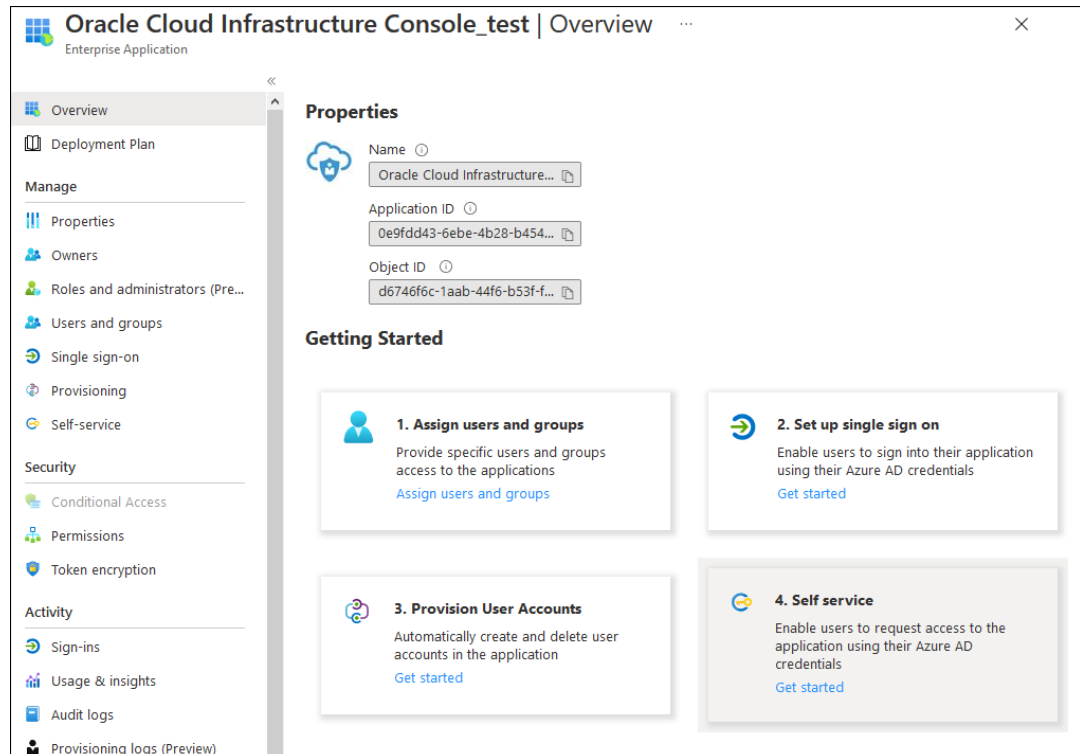 Oracle Cloud Infrastructure Console_test | Overview ...
Enterprise Application
Overview
Deployment Plan
Manage
Properties
Owners
Roles and administrators (Pre...
Users and groups
Single sign-on
Provisioning
Self-service
Security
Conditional Access
Permissions
Token encryption
Activity
Sign-ins
Usage & insights
Audit logs
Provisioning logs (Preview)
Properties
Name
Oracle Cloud Infrastructure...
Application ID
0e9fdd43-6ebe-4b28-b454...
Object ID
d6746f6c-1aab-44f6-b53f-f...
Getting Started
1. Assign users and groups
Provide specific users and groups
access to the applications
Assign users and groups
2. Set up single sign on
Enable users to sign into their application
using their Azure AD credentials
Get started
3. Provision User Accounts
Automatically create and delete user
accounts in the application
Get started
4. Self service
Enable users to request access to the
application using their Azure AD
credentials
Get started